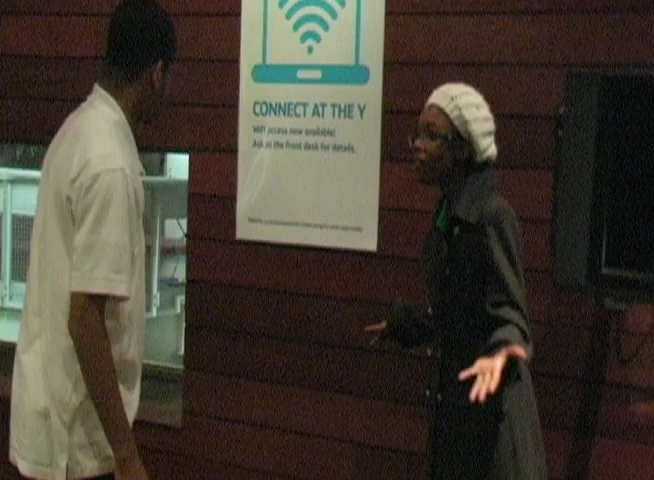 CONNECT AT THE Y
WiFi access now available!
Ask at the front desk for details.